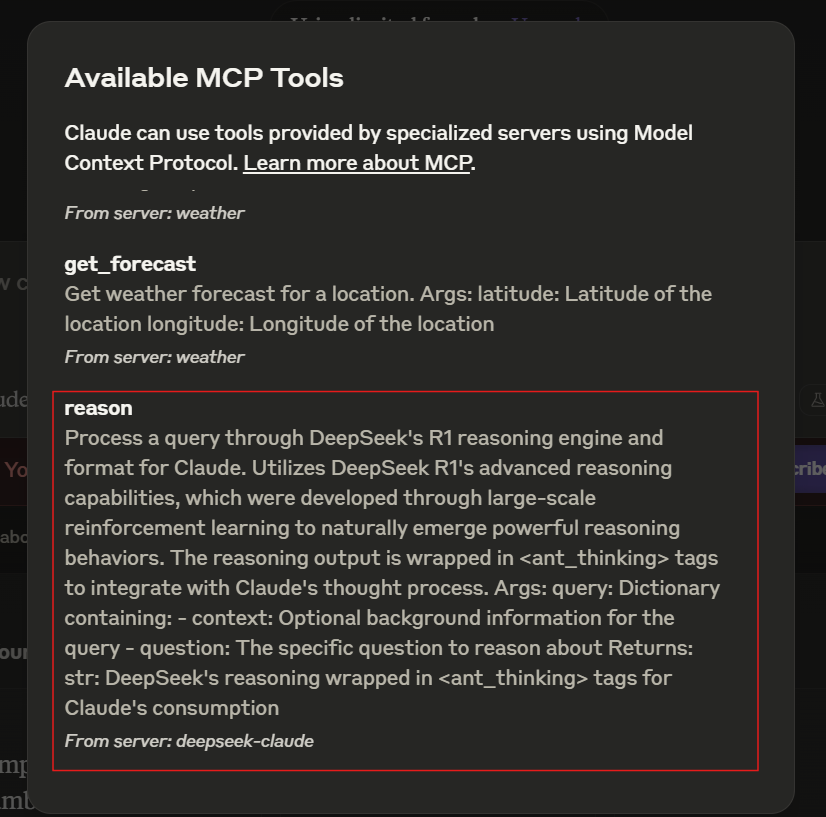 Available MCP Tools
Claude can use tools provided by specialized servers using Model
Context Protocol. Learn more about MCP.
From server: weather
get_forecast
Get weather forecast for a location. Args: latitude: Latitude of the
location longitude: Longitude of the location
From server: weather
reason
Process a query through DeepSeek's R1 reasoning engine and
format for Claude. Utilizes DeepSeek R1's advanced reasoning
capabilities, which were developed through large-scale
reinforcement learning to naturally emerge powerful reasoning
behaviors. The reasoning output is wrapped in <ant_thinking> tags
to integrate with Claude's thought process. Args: query: Dictionary
containing: - context: Optional background information for the
query - question: The specific question to reason about Returns:
str: DeepSeek's reasoning wrapped in <ant_thinking> tags for
Claude's consumption
From server: deepseek-claude